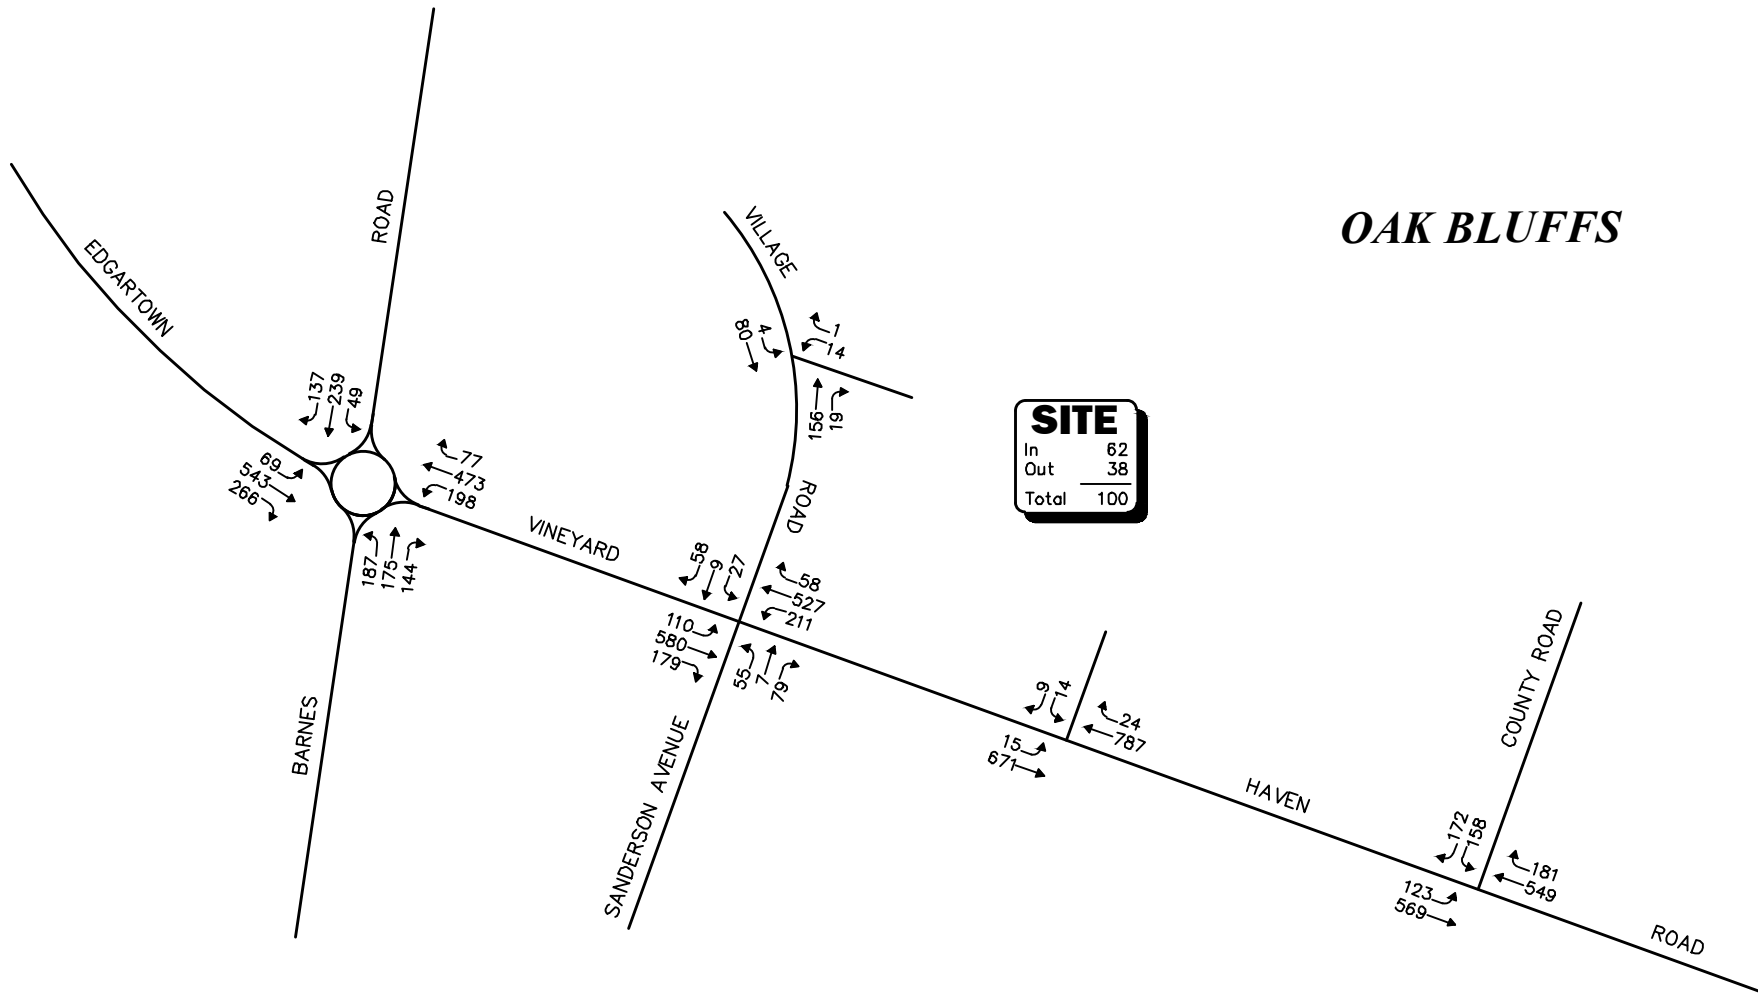 OAK BLUFFS
ROAD
EDGARTOWN
VILLAGE
80
4
1
14
156
19
137
239
49
SITE
In 62
Out 38
Total 100
69
543
266
77
473
198
187
175
144
VINEYARD
ROAD
58
9
27
58
527
211
110
580
179
55
7
79
BARNES
SANDERSON AVENUE
9
14
24
787
15
671
COUNTY ROAD
HAVEN
172
158
181
549
123
569
ROAD